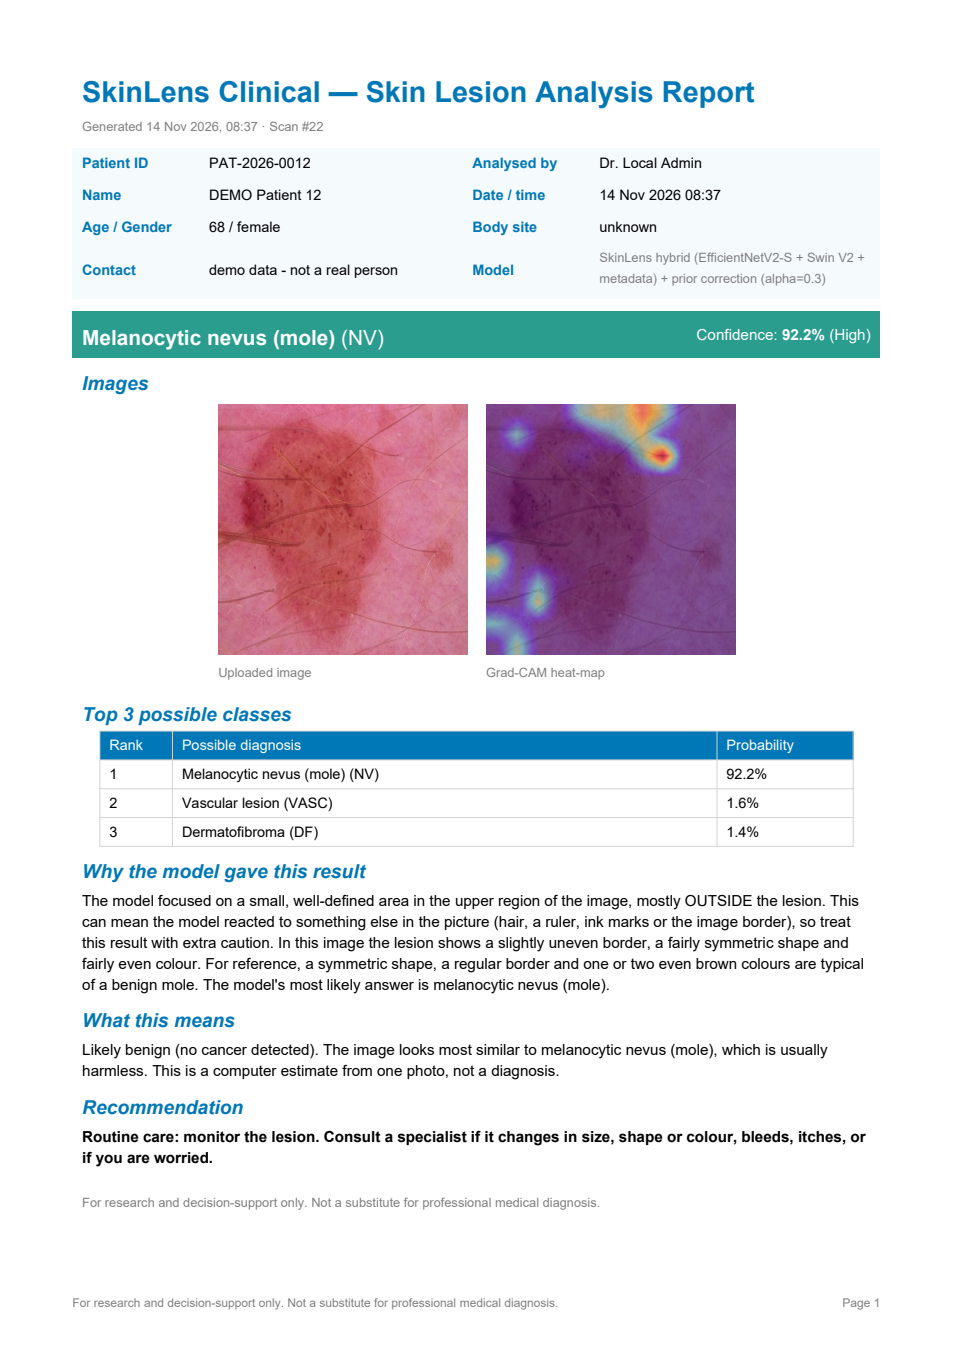 SkinLens Clinical — Skin Lesion Analysis Report
Generated 14 Nov 2026, 08:37 · Scan #22
Patient ID PAT-2026-0012 Analysed by Dr. Local Admin
Name DEMO Patient 12 Date / time 14 Nov 2026 08:37
Age / Gender 68 / female Body site unknown
Contact demo data - not a real person Model SkinLens hybrid (EfficientNetV2-S + Swin V2 +
metadata) + prior correction (alpha=0.3)
Melanocytic nevus (mole) (NV) Confidence: 92.2% (High)
Images
Uploaded image Grad-CAM heat-map
Top 3 possible classes
Rank Possible diagnosis Probability
1 Melanocytic nevus (mole) (NV) 92.2%
2 Vascular lesion (VASC) 1.6%
3 Dermatofibroma (DF) 1.4%
Why the model gave this result
The model focused on a small, well-defined area in the upper region of the image, mostly OUTSIDE the lesion. This
can mean the model reacted to something else in the picture (hair, a ruler, ink marks or the image border), so treat
this result with extra caution. In this image the lesion shows a slightly uneven border, a fairly symmetric shape and
fairly even colour. For reference, a symmetric shape, a regular border and one or two even brown colours are typical
of a benign mole. The model's most likely answer is melanocytic nevus (mole).
What this means
Likely benign (no cancer detected). The image looks most similar to melanocytic nevus (mole), which is usually
harmless. This is a computer estimate from one photo, not a diagnosis.
Recommendation
Routine care: monitor the lesion. Consult a specialist if it changes in size, shape or colour, bleeds, itches, or
if you are worried.
For research and decision-support only. Not a substitute for professional medical diagnosis.
For research and decision-support only. Not a substitute for professional medical diagnosis. Page 1